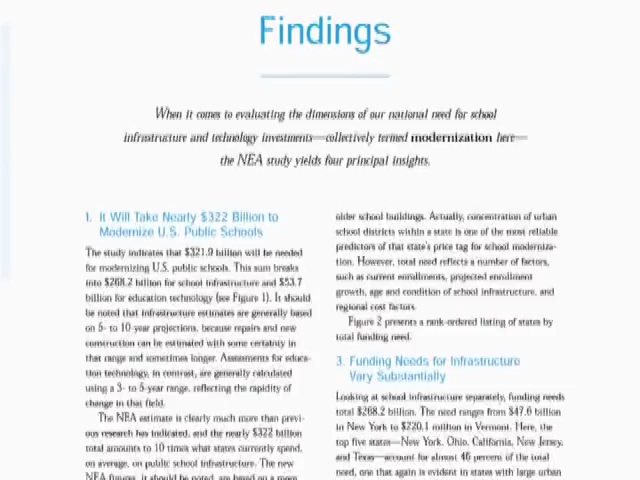 Findings
When it comes to evaluating the dimensions of our national need for school
infrastructure and technology investments—collectively termed modernization here—
the NEA study yields four principal insights.
1. It Will Take Nearly $322 Billion to
Modernize U.S. Public Schools
The study indicates that $321.9 billion will be needed
for modernizing U.S. public schools. This sum breaks
into $268.2 billion for school infrastructure and $53.7
billion for education technology (see Figure 1). It should
be noted that infrastructure estimates are generally based
on 5- to 10-year projections, because repairs and new
construction can be estimated with some certainty in
that range and sometimes longer. Assessments for educa-
tion technology, in contrast, are generally calculated
using a 3- to 5-year range, reflecting the rapidity of
change in that field.
The NEA estimate is clearly much more than previ-
ous research has indicated, and the nearly $322 billion
total amounts to 10 times what states currently spend,
on average, on public school infrastructure. The new
NEA figures, it should be noted, are based on a more
older school buildings. Actually, concentration of urban
school districts within a state is one of the most reliable
predictors of that state's price tag for school moderniza-
tion. However, total need reflects a number of factors,
such as current enrollments, projected enrollment
growth, age and condition of school infrastructure, and
regional cost factors.
Figure 2 presents a rank-ordered listing of states by
total funding need.
3. Funding Needs for Infrastructure
Vary Substantially
Looking at school infrastructure separately, funding needs
total $268.2 billion. The need ranges from $47.6 billion
in New York to $220.1 million in Vermont. Here, the
top five states—New York, Ohio, California, New Jersey,
and Texas—account for almost 46 percent of the total
need, one that again is evident in states with large urban